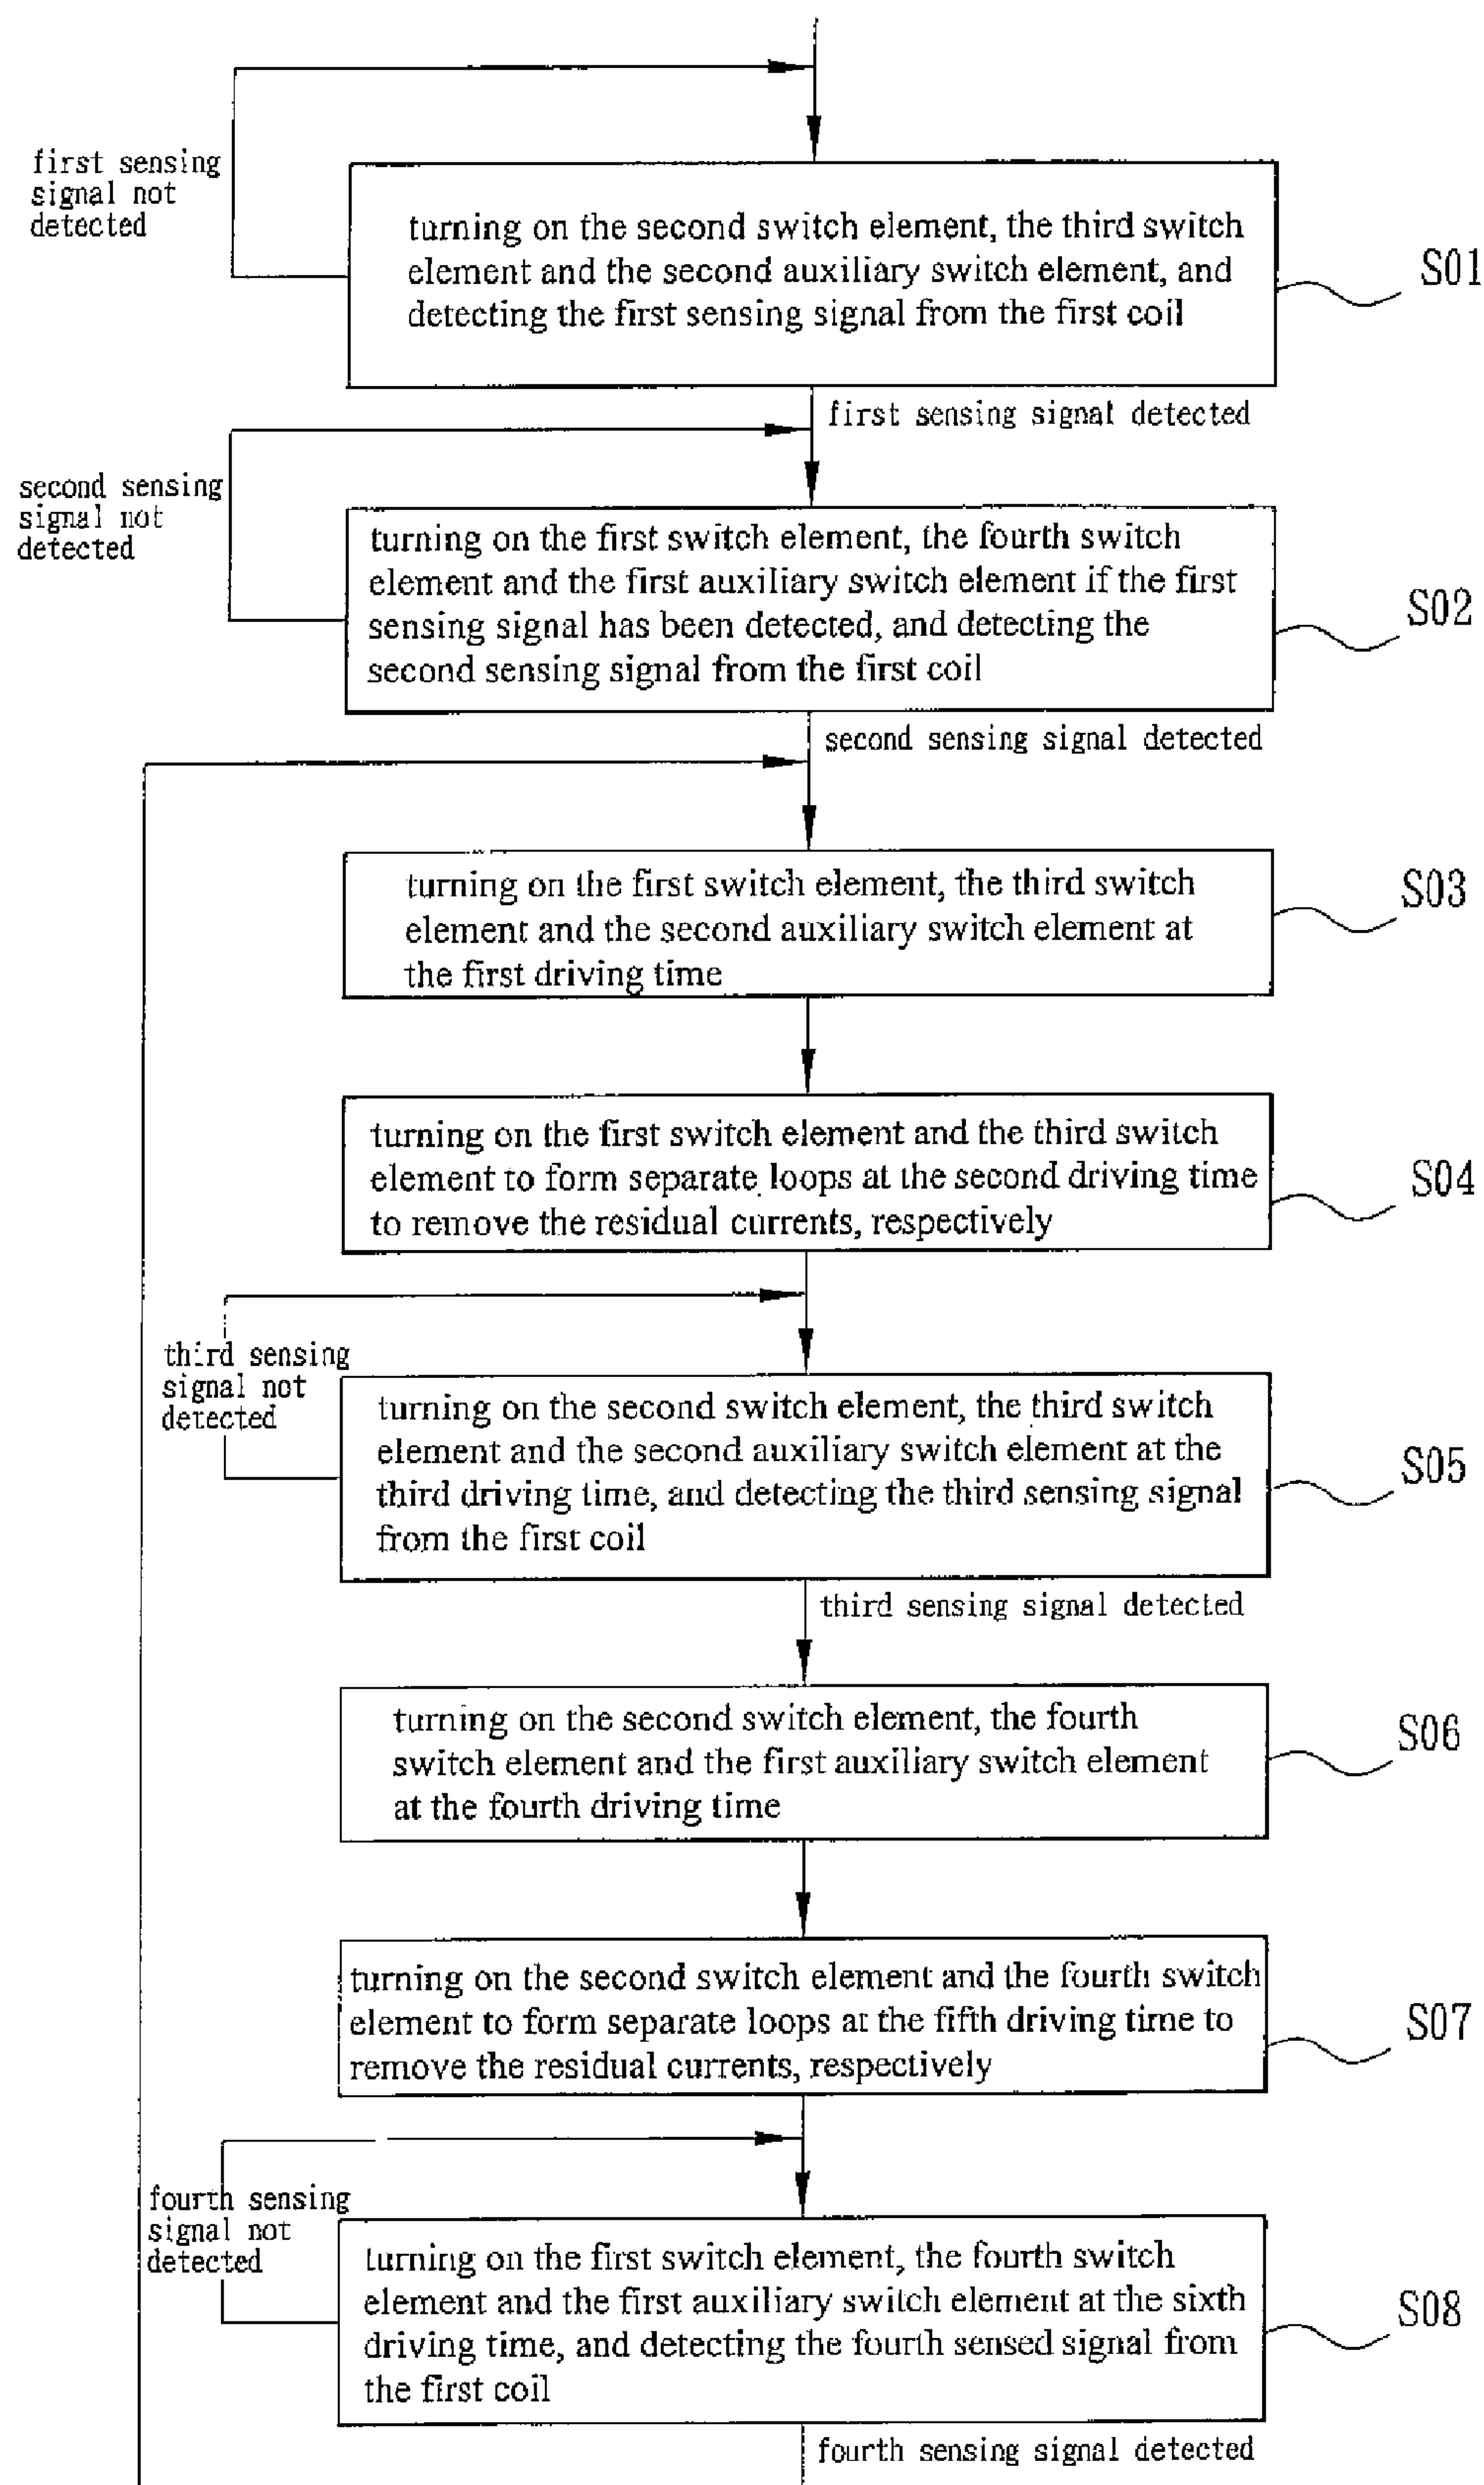 first sensing
signal not
detected
turning on the second switch element, the third switch
element and the second auxiliary switch element, and
detecting the first sensing signal from the first coil
S01
first sensing signal detected
second sensing
signal not
detected
turning on the first switch element, the fourth switch
element and the first auxiliary switch element if the first
sensing signal has been detected, and detecting the
second sensing signal from the first coil
S02
second sensing signal detected
turning on the first switch element, the third switch
element and the second auxiliary switch element at
the first driving time
S03
turning on the first switch element and the third switch
element to form separate loops at the second driving time
to remove the residual currents, respectively
S04
third sensing
signal not
detected
turning on the second switch element, the third switch
element and the second auxiliary switch element at the
third driving time, and detecting the third sensing signal
from the first coil
S05
third sensing signal detected
turning on the second switch element, the fourth
switch element and the first auxiliary switch element
at the fourth driving time
S06
turning on the second switch element and the fourth switch
element to form separate loops at the fifth driving time to
remove the residual currents, respectively
S07
fourth sensing
signal not
detected
turning on the first switch element, the fourth switch
element and the first auxiliary switch element at the sixth
driving time, and detecting the fourth sensed signal from
the first coil
S08
fourth sensing signal detected